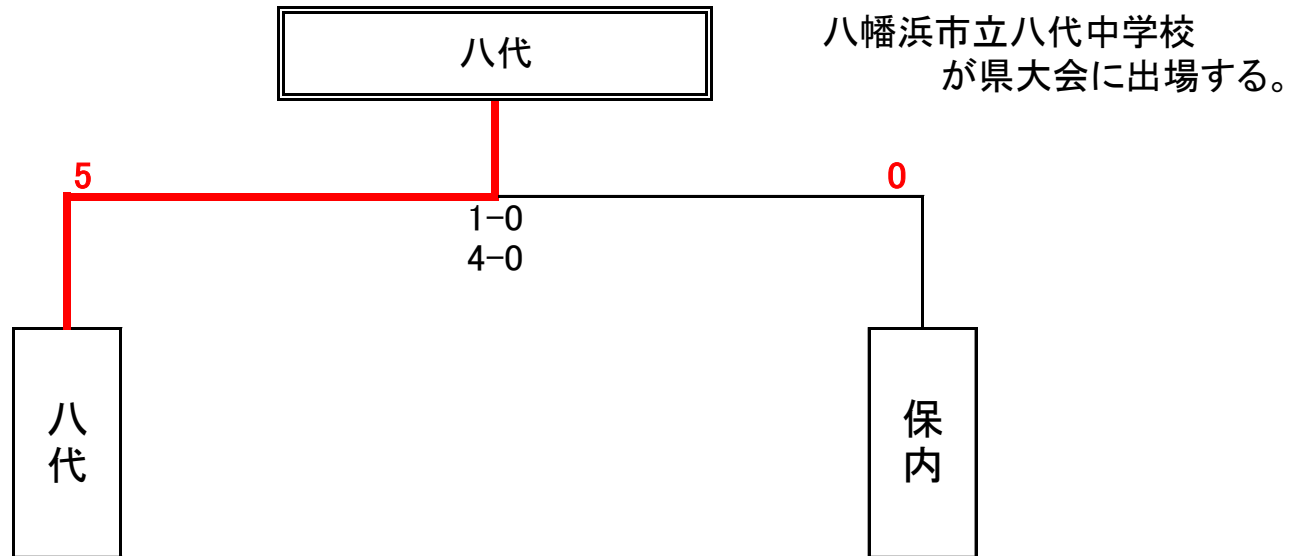 八代
八幡浜市立八代中学校
が県大会に出場する。
5
0
1-0
4-0
八代
保内